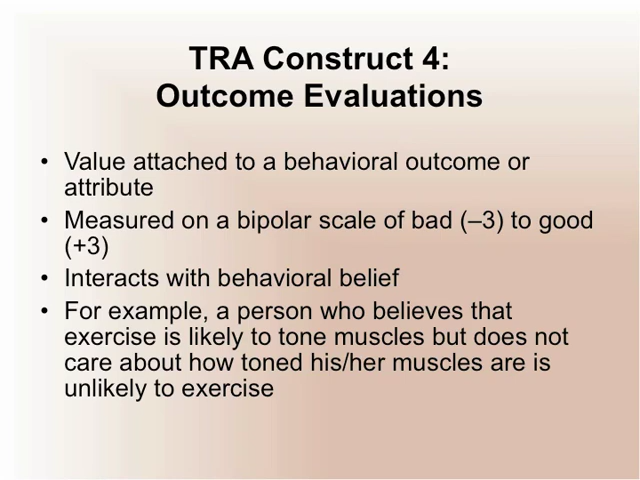 TRA Construct 4:
Outcome Evaluations
• Value attached to a behavioral outcome or
attribute
• Measured on a bipolar scale of bad (–3) to good
(+3)
• Interacts with behavioral belief
• For example, a person who believes that
exercise is likely to tone muscles but does not
care about how toned his/her muscles are is
unlikely to exercise